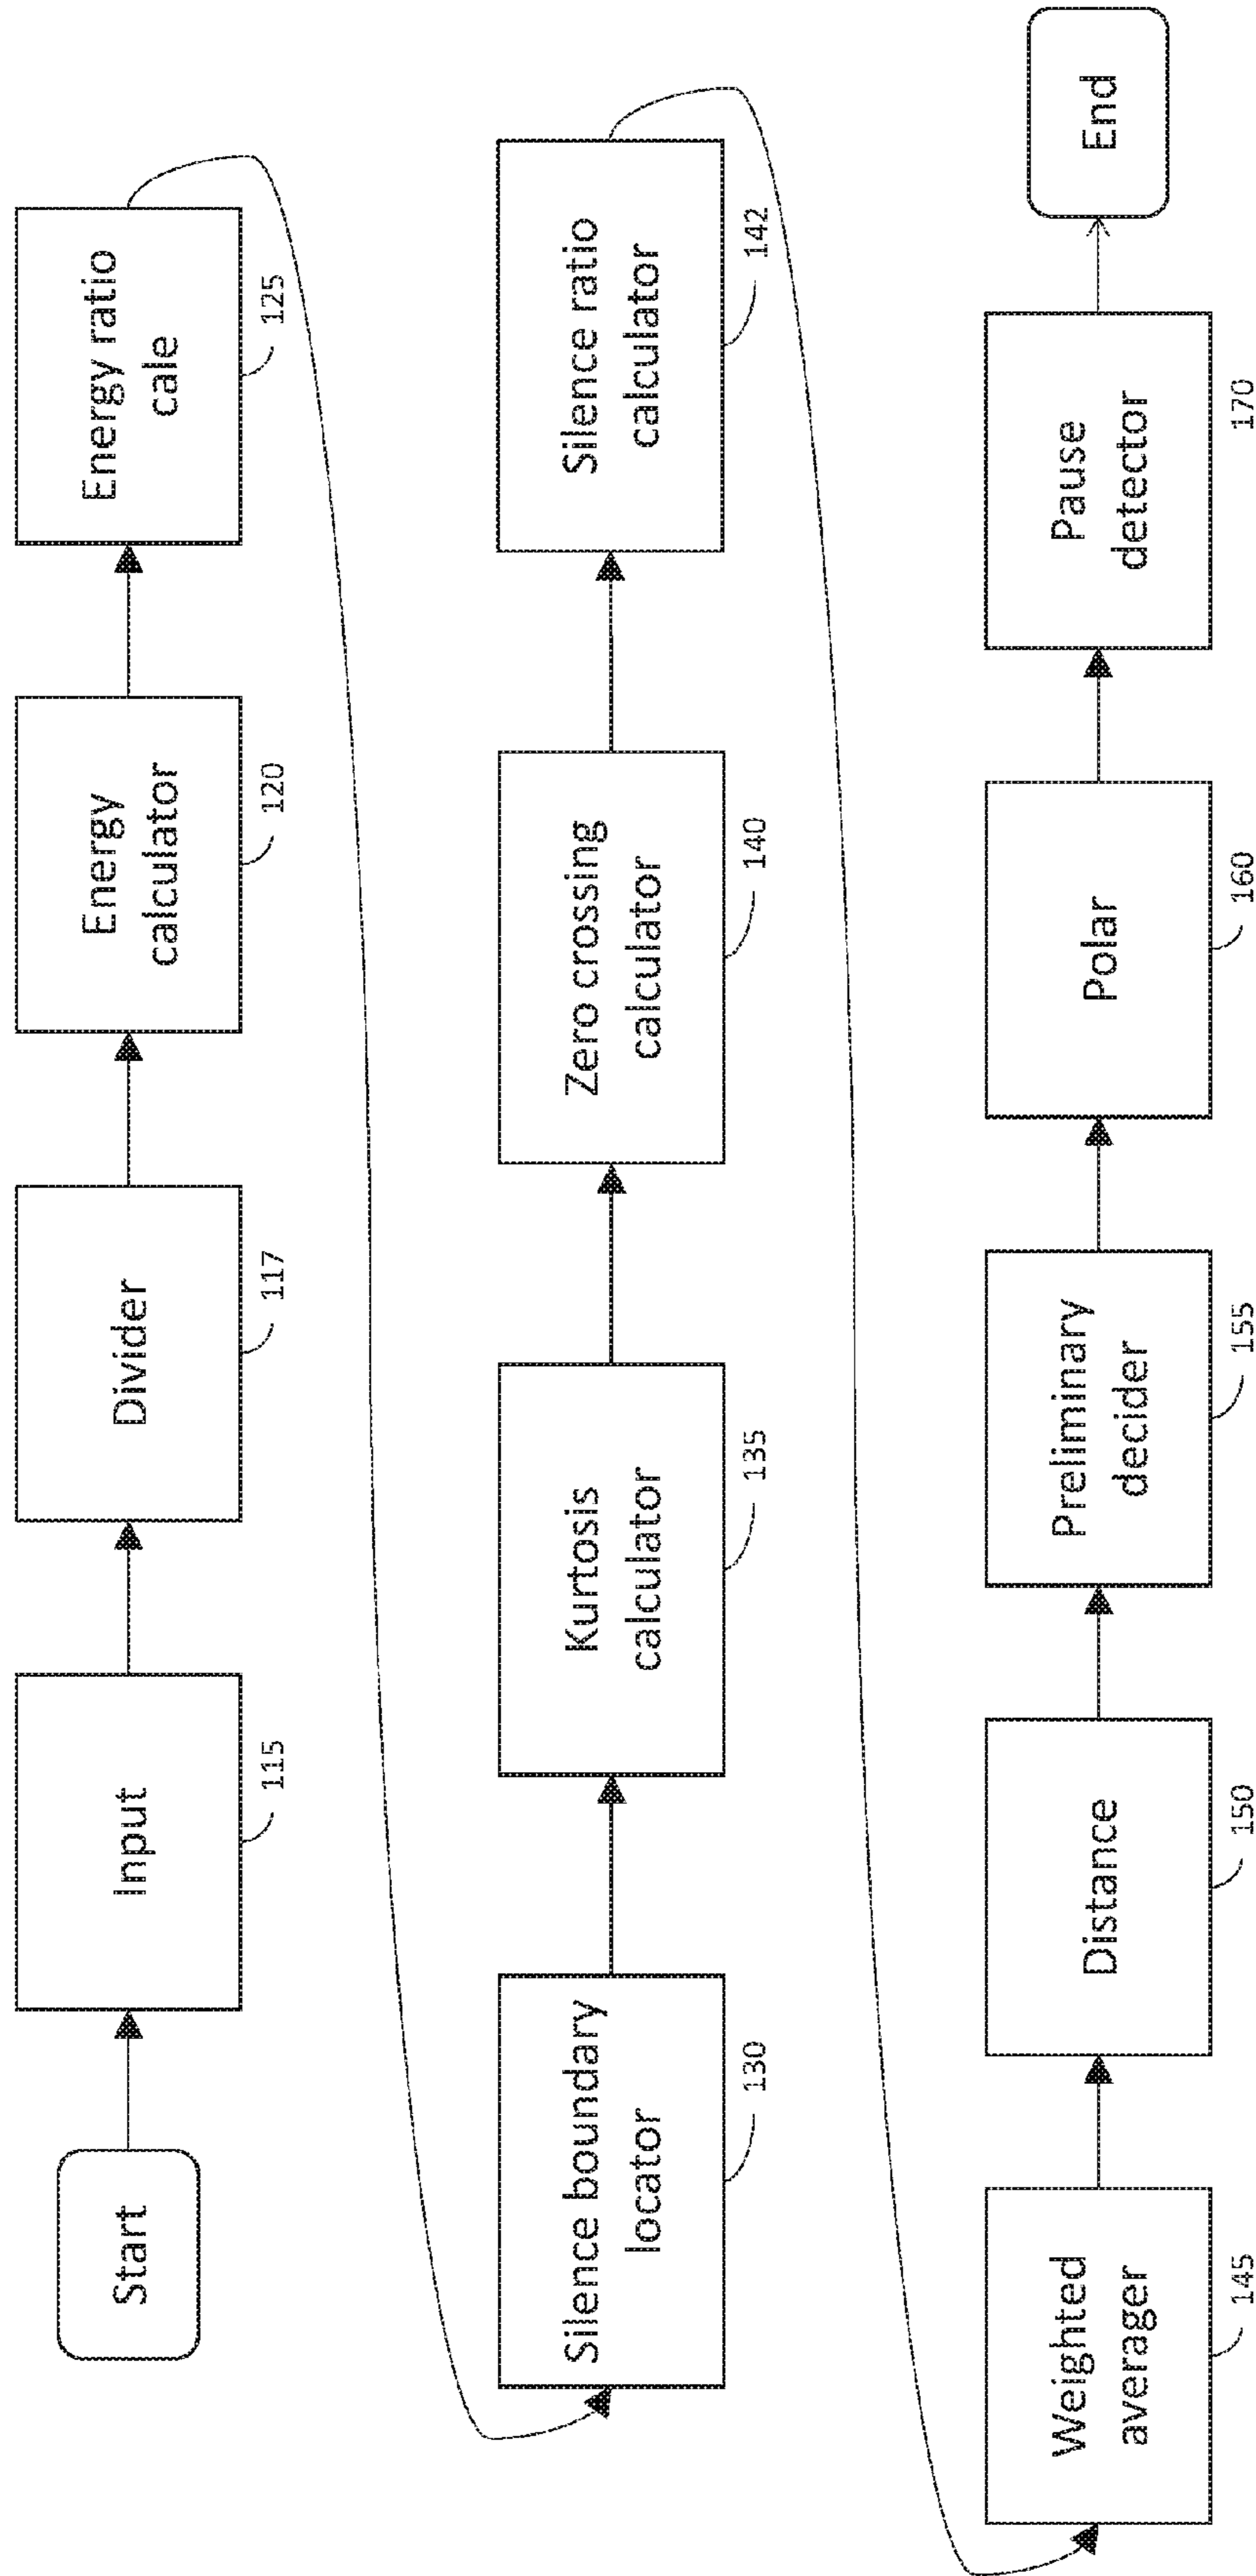 Start
Input
115
Divider
117
Energy
calculator
120
Energy ratio
cale
125
Silence boundary
locator
130
Kurtosis
calculator
135
Zero crossing
calculator
140
Silence ratio
calculator
142
Weighted
averager
145
Distance
150
Preliminary
decider
155
Polar
160
Pause
detector
170
End